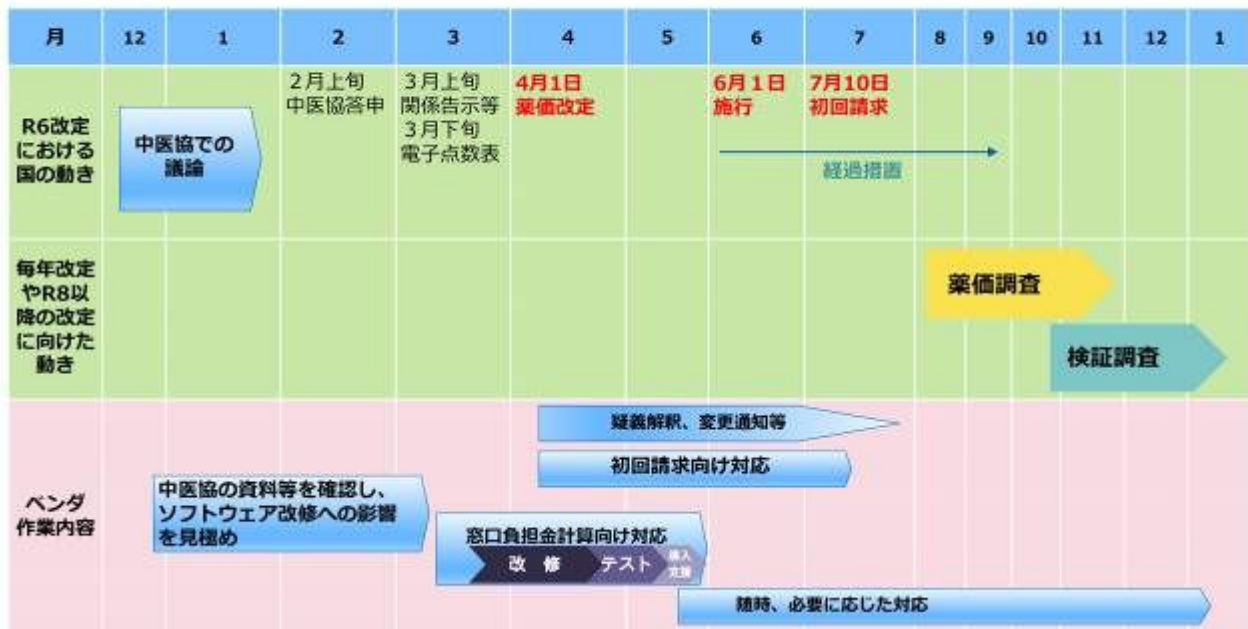 月 12 1 2 3 4 5 6 7 8 9 10 11 12 1
R6改定
における
国の動き
中医協での
議論
２月上旬
中医協答申
３月上旬
関係告示等
３月下旬
電子点数表
4月1日
薬価改定
6月１日
施行
7月10日
初回請求
経過措置
毎年改定
やR8以
降の改定
に向けた
動き
薬価調査
検証調査
ベンダ
作業内容
疑義解釈、変更通知等
初回請求向け対応
中医協の資料等を確認し、
ソフトウェア改修への影響
を見極め
窓口負担金計算向け対応
改 修 テスト
随時、必要に応じた対応